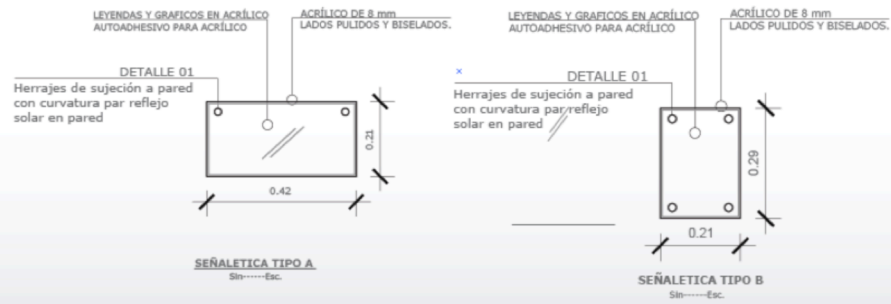 LEYENDAS Y GRAFICOS EN ACRÍLICO
AUTOADHESIVO PARA ACRÍLICO
ACRÍLICO DE 8 mm
LADOS PULIDOS Y BISELADOS.
DETALLE 01
Herrajes de sujeción a pared
con curvatura par reflejo
solar en pared
0.21
0.42
SEÑALETICA TIPO A
Sin------Esc.
LEYENDAS Y GRAFICOS EN ACRÍLICO
AUTOADHESIVO PARA ACRÍLICO
ACRÍLICO DE 8 mm
LADOS PULIDOS Y BISELADOS.
DETALLE 01
Herrajes de sujeción a pared
con curvatura par reflejo
solar en pared
0.29
0.21
SEÑALETICA TIPO B
Sin------Esc.